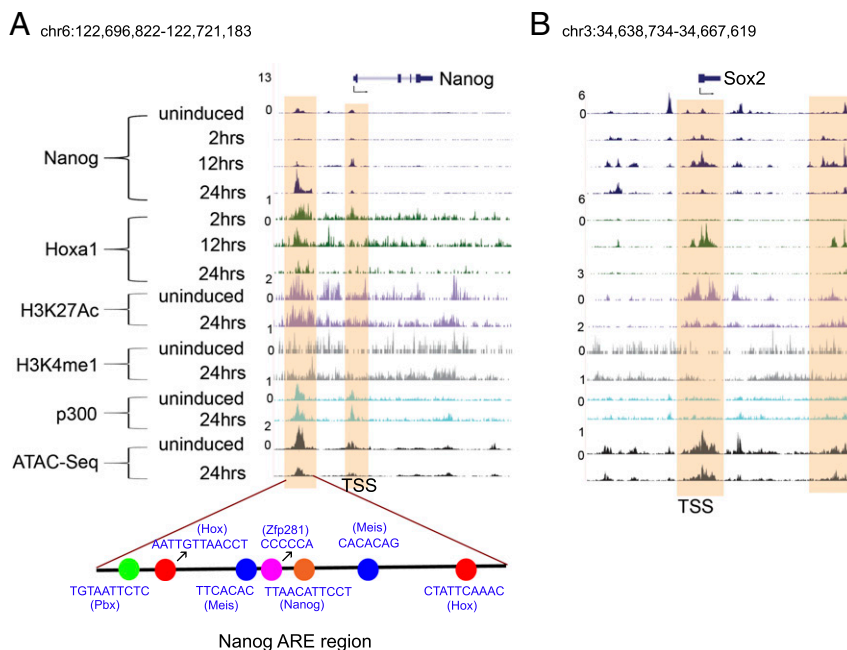 A chr6:122,696,822-122,721,183
13
0
Nanog
Nanog
uninduced
2hrs
12hrs
24hrs
1
0
Hoxa1
2hrs
12hrs
24hrs
2
0
H3K27Ac
uninduced
24hrs
1
0
H3K4me1
uninduced
24hrs
1
0
p300
uninduced
24hrs
2
0
ATAC-Seq
uninduced
24hrs
TSS
(Hox)
AATTGTTAACCT
(Zfp281)
CCCCCA
(Meis)
CACACAG
TGTAATTCTC
(Pbx)
TTCACAC
(Meis)
TTAACATTCCT
(Nanog)
CTATTCAAAC
(Hox)
Nanog ARE region
B chr3:34,638,734-34,667,619
Sox2
6
0
6
0
3
0
2
0
1
0
1
0
TSS